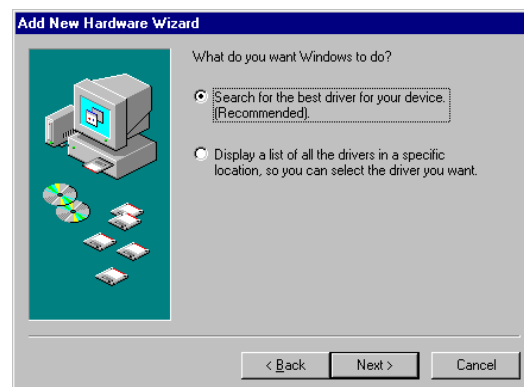 Add New Hardware Wizard
What do you want Windows to do?
Search for the best driver for your device.
(Recommended).
Display a list of all the drivers in a specific
location, so you can select the driver you want.
< Back
Next >
Cancel